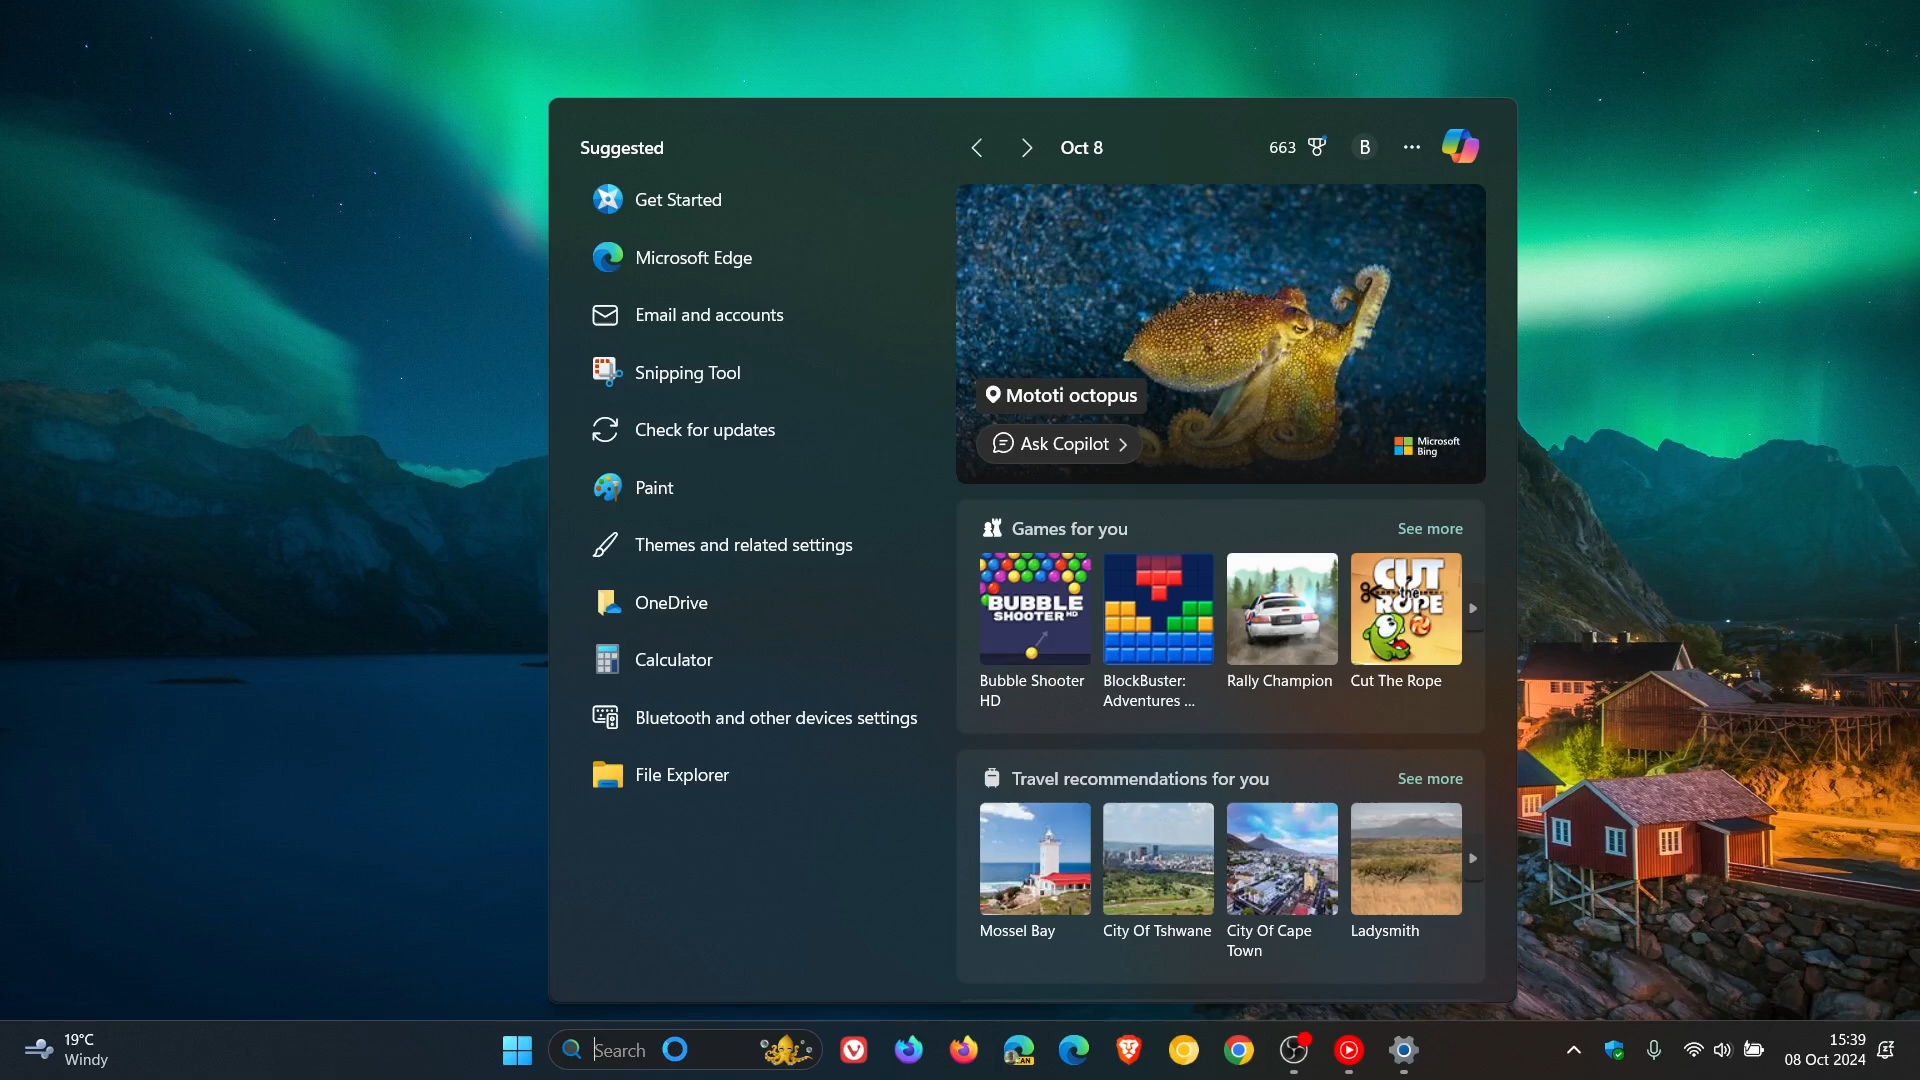 Suggested
Get Started
Microsoft Edge
Email and accounts
Snipping Tool
Check for updates
Paint
Themes and related settings
OneDrive
Calculator
Bluetooth and other devices settings
File Explorer
Oct 8
663
B
Mototi octopus
Ask Copilot
Microsoft
Bing
Games for you
See more
BUBBLE
SHOOTER HD
CUT
the
ROPE
Bubble Shooter
HD
BlockBuster:
Adventures ...
Rally Champion
Cut The Rope
Travel recommendations for you
See more
Mossel Bay
City Of Tshwane
City Of Cape
Town
Ladysmith
19°C
Windy
Search
CAN
15:39
08 Oct 2024